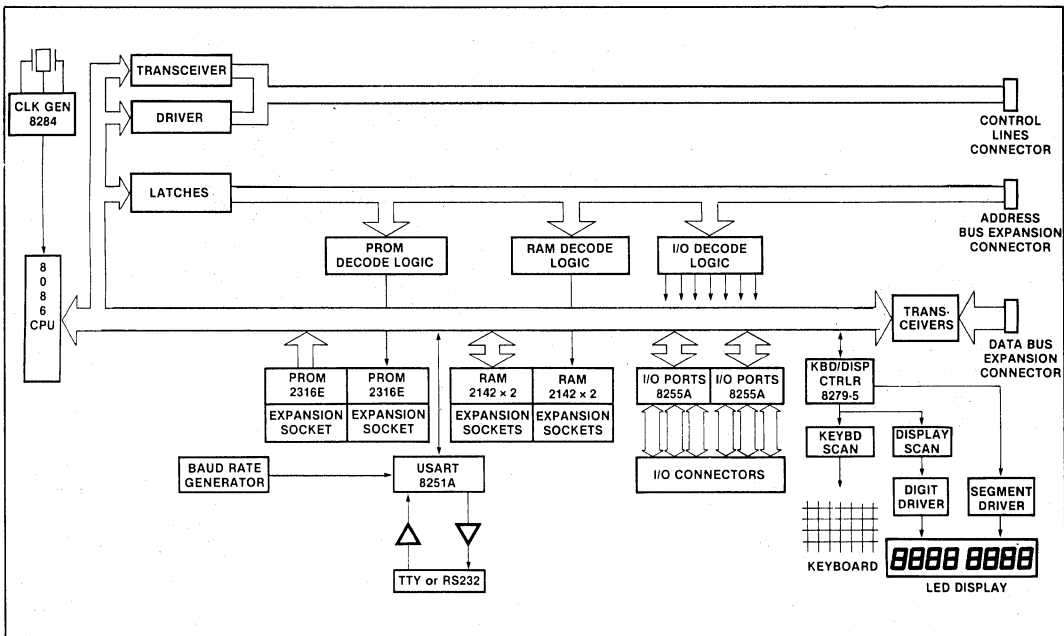 TRANSCEIVER
CLK GEN
8284
DRIVER
CONTROL
LINES
CONNECTOR
LATCHES
ADDRESS
BUS EXPANSION
CONNECTOR
PROM
DECODE LOGIC
RAM DECODE
LOGIC
I/O DECODE
LOGIC
8
0
8
6
CPU
TRANS-
CEIVERS
DATA BUS
EXPANSION
CONNECTOR
PROM
2316E
PROM
2316E
EXPANSION
SOCKET
EXPANSION
SOCKET
RAM
2142 × 2
RAM
2142 × 2
EXPANSION
SOCKETS
EXPANSION
SOCKETS
I/O PORTS
8255A
I/O PORTS
8255A
I/O CONNECTORS
KBD/DISP
CTRLR
8279-5
KEYBD
SCAN
DISPLAY
SCAN
BAUD RATE
GENERATOR
USART
8251A
DIGIT
DRIVER
SEGMENT
DRIVER
TTY or RS232
KEYBOARD
8888 8888
LED DISPLAY